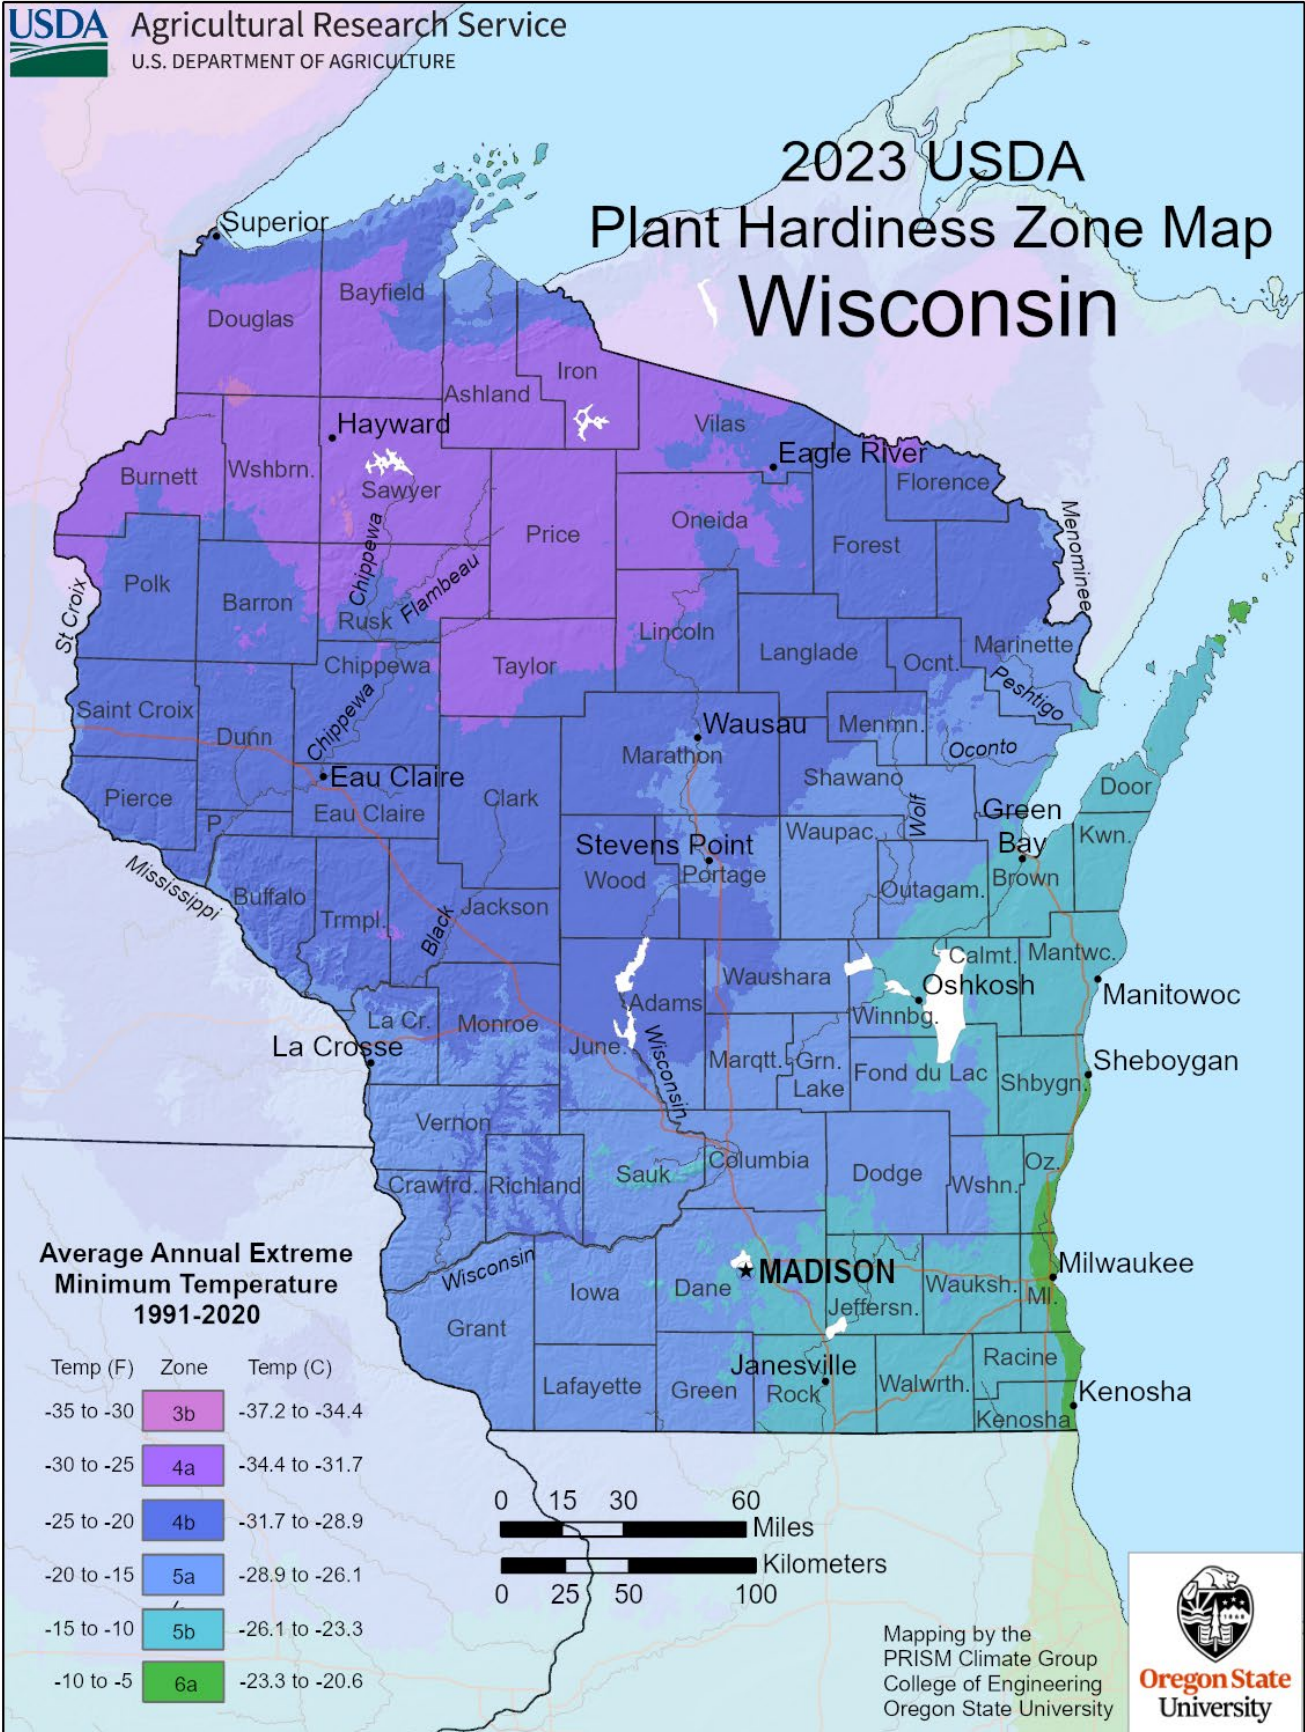 USDA
Agricultural Research Service
U.S. DEPARTMENT OF AGRICULTURE
2023 USDA
Plant Hardiness Zone Map
Wisconsin
Superior
Bayfield
Douglas
Iron
Ashland
Hayward
Vilas
Eagle River
Burnett
Wshbrn.
Sawyer
Florence
Price
Oneida
Forest
Menominee
Chippewa
Flambeau
Polk
Barron
Rusk
St Croix
Lincoln
Langlade
Ocnt.
Marinette
Peshtigo
Chippewa
Taylor
Saint Croix
Dunn
Chippewa
Wausau
Marathon
Menmn.
Oconto
Shawano
Eau Claire
Eau Claire
Pierce
Clark
Wolf
Door
Green
Bay
P.
Stevens Point
Waupac.
Kwn.
Wood
Portage
Outagam.
Brown
Mississippi
Buffalo
Trmpl.
Black
Jackson
Waushara
Calmt.
Mantwc.
Oshkosh
Manitowoc
Adams
Winnbg.
La Cr.
Monroe
La Crosse
June.
Wisconsin
Marqtt.
Grn.
Lake
Fond du Lac
Shbygn.
Sheboygan
Vernon
Columbia
Sauk
Dodge
Oz.
Wshn.
Crawfrd.
Richland
Wisconsin
Iowa
Dane
MADISON
Jeffersn.
Wauksh.
Milwaukee
Ml.
Grant
Lafayette
Green
Janesville
Rock
Walwrth.
Racine
Kenosha
Kenosha
Average Annual Extreme
Minimum Temperature
1991-2020
Temp (F) Zone Temp (C)
-35 to -30 3b -37.2 to -34.4
-30 to -25 4a -34.4 to -31.7
-25 to -20 4b -31.7 to -28.9
-20 to -15 5a -28.9 to -26.1
-15 to -10 5b -26.1 to -23.3
-10 to -5 6a -23.3 to -20.6
0 15 30 60
Miles
Kilometers
0 25 50 100
Mapping by the
PRISM Climate Group
College of Engineering
Oregon State University
Oregon State
University